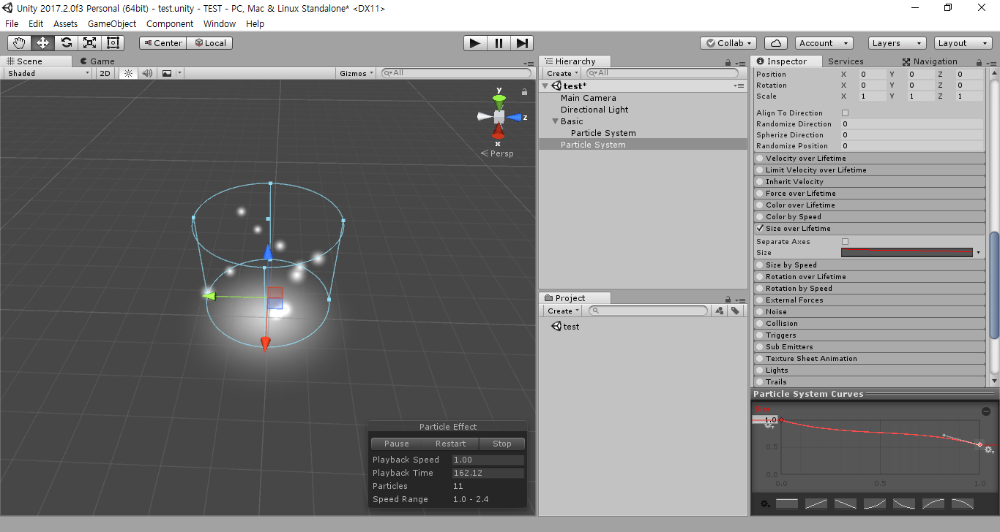 Unity 2017.2.0f3 Personal (64bit) - test.unity - TEST - PC, Mac & Linux Standalone* <DX11>
File Edit Assets GameObject Component Window Help
Center Local Collab Account Layers Layout
Scene Game
Shaded 2D Gizmos All
y
z
x
Persp
Particle Effect
Pause Restart Stop
Playback Speed 1.00
Playback Time 162.12
Particles 11
Speed Range 1.0 - 2.4
Hierarchy
Create All
test*
Main Camera
Directional Light
Basic
Particle System
Particle System
Project
Create
test
Inspector Services Navigation
Position X 0 Y 0 Z 0
Rotation X 0 Y 0 Z 0
Scale X 1 Y 1 Z 1
Align To Direction
Randomize Direction 0
Spherize Direction 0
Randomize Position 0
Velocity over Lifetime
Limit Velocity over Lifetime
Inherit Velocity
Force over Lifetime
Color over Lifetime
Color by Speed
Size over Lifetime
Separate Axes
Size
Size by Speed
Rotation over Lifetime
Rotation by Speed
External Forces
Noise
Collision
Triggers
Sub Emitters
Texture Sheet Animation
Lights
Trails
Particle System Curves
Size
1.0
0.5
0.0
0.0 0.5 1.0